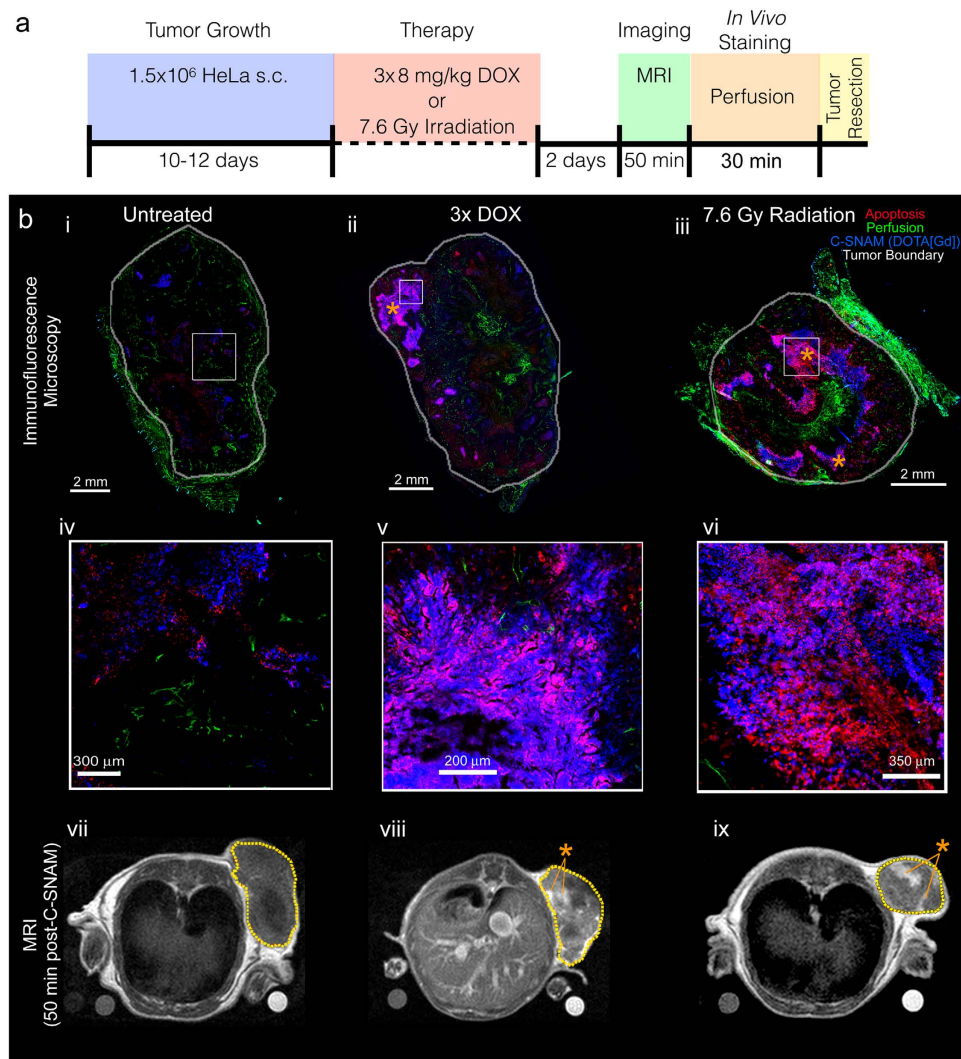 a
Tumor Growth
Therapy
Imaging
In Vivo
Staining
1.5x10⁶ HeLa s.c.
3x8 mg/kg DOX
or
7.6 Gy Irradiation
MRI
Perfusion
Tumor
Resection
10-12 days
2 days
50 min
30 min
b
Untreated
3x DOX
7.6 Gy Radiation
Apoptosis
Perfusion
C-SNAM (DOTA[Gd])
Tumor Boundary
i
ii
iii
Immunofluorescence
Microscopy
*
*
*
2 mm
2 mm
2 mm
iv
v
vi
300 μm
200 μm
350 μm
vii
viii
ix
*
*
MRI
(50 min post-C-SNAM)